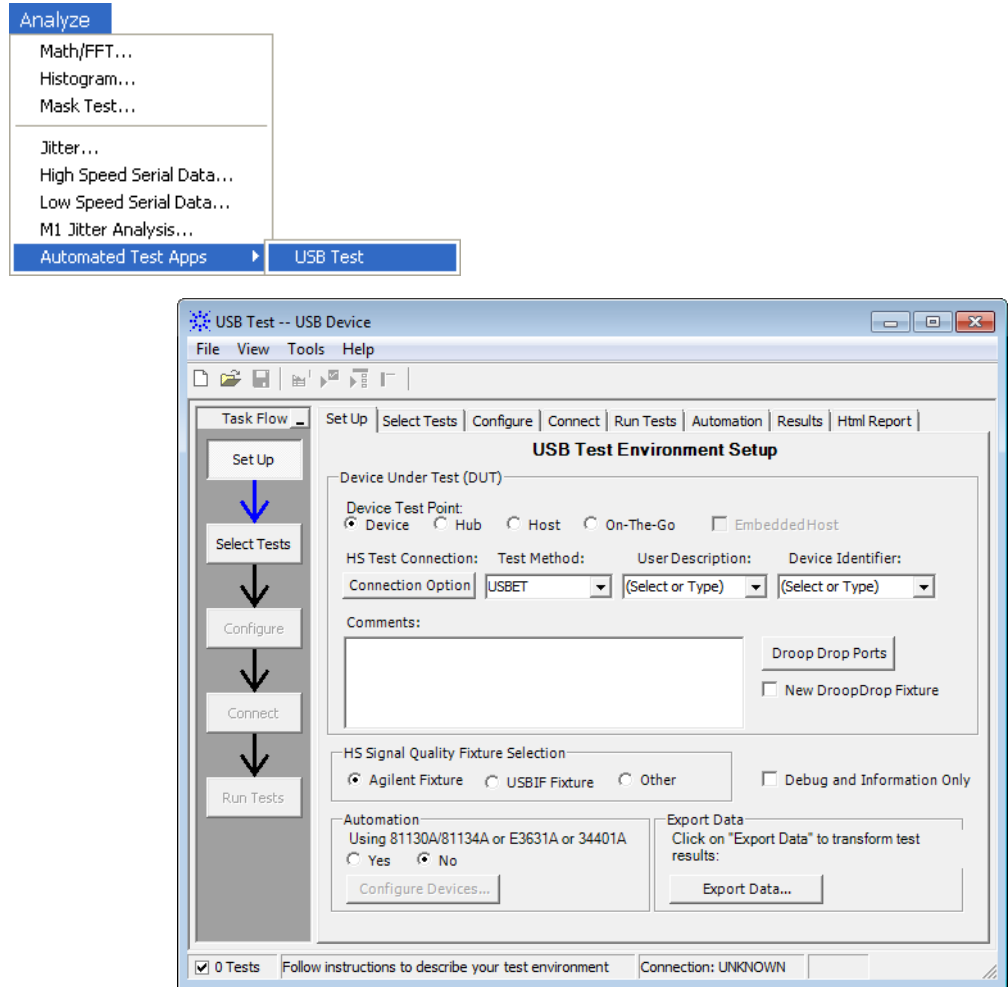 Analyze
Math/FFT...
Histogram...
Mask Test...
Jitter...
High Speed Serial Data...
Low Speed Serial Data...
M1 Jitter Analysis...
Automated Test Apps USB Test
USB Test -- USB Device
File View Tools Help
Task Flow
Set Up
Select Tests
Configure
Connect
Run Tests
Set Up Select Tests Configure Connect Run Tests Automation Results Html Report
USB Test Environment Setup
Device Under Test (DUT)
Device Test Point:
Device Hub Host On-The-Go EmbeddedHost
HS Test Connection: Test Method: User Description: Device Identifier:
Connection Option USBET (Select or Type) (Select or Type)
Comments:
Droop Drop Ports
New DroopDrop Fixture
HS Signal Quality Fixture Selection
Agilent Fixture USBIF Fixture Other
Debug and Information Only
Automation
Using 81130A/81134A or E3631A or 34401A
Yes No
Configure Devices...
Export Data
Click on "Export Data" to transform test
results:
Export Data...
0 Tests Follow instructions to describe your test environment Connection: UNKNOWN